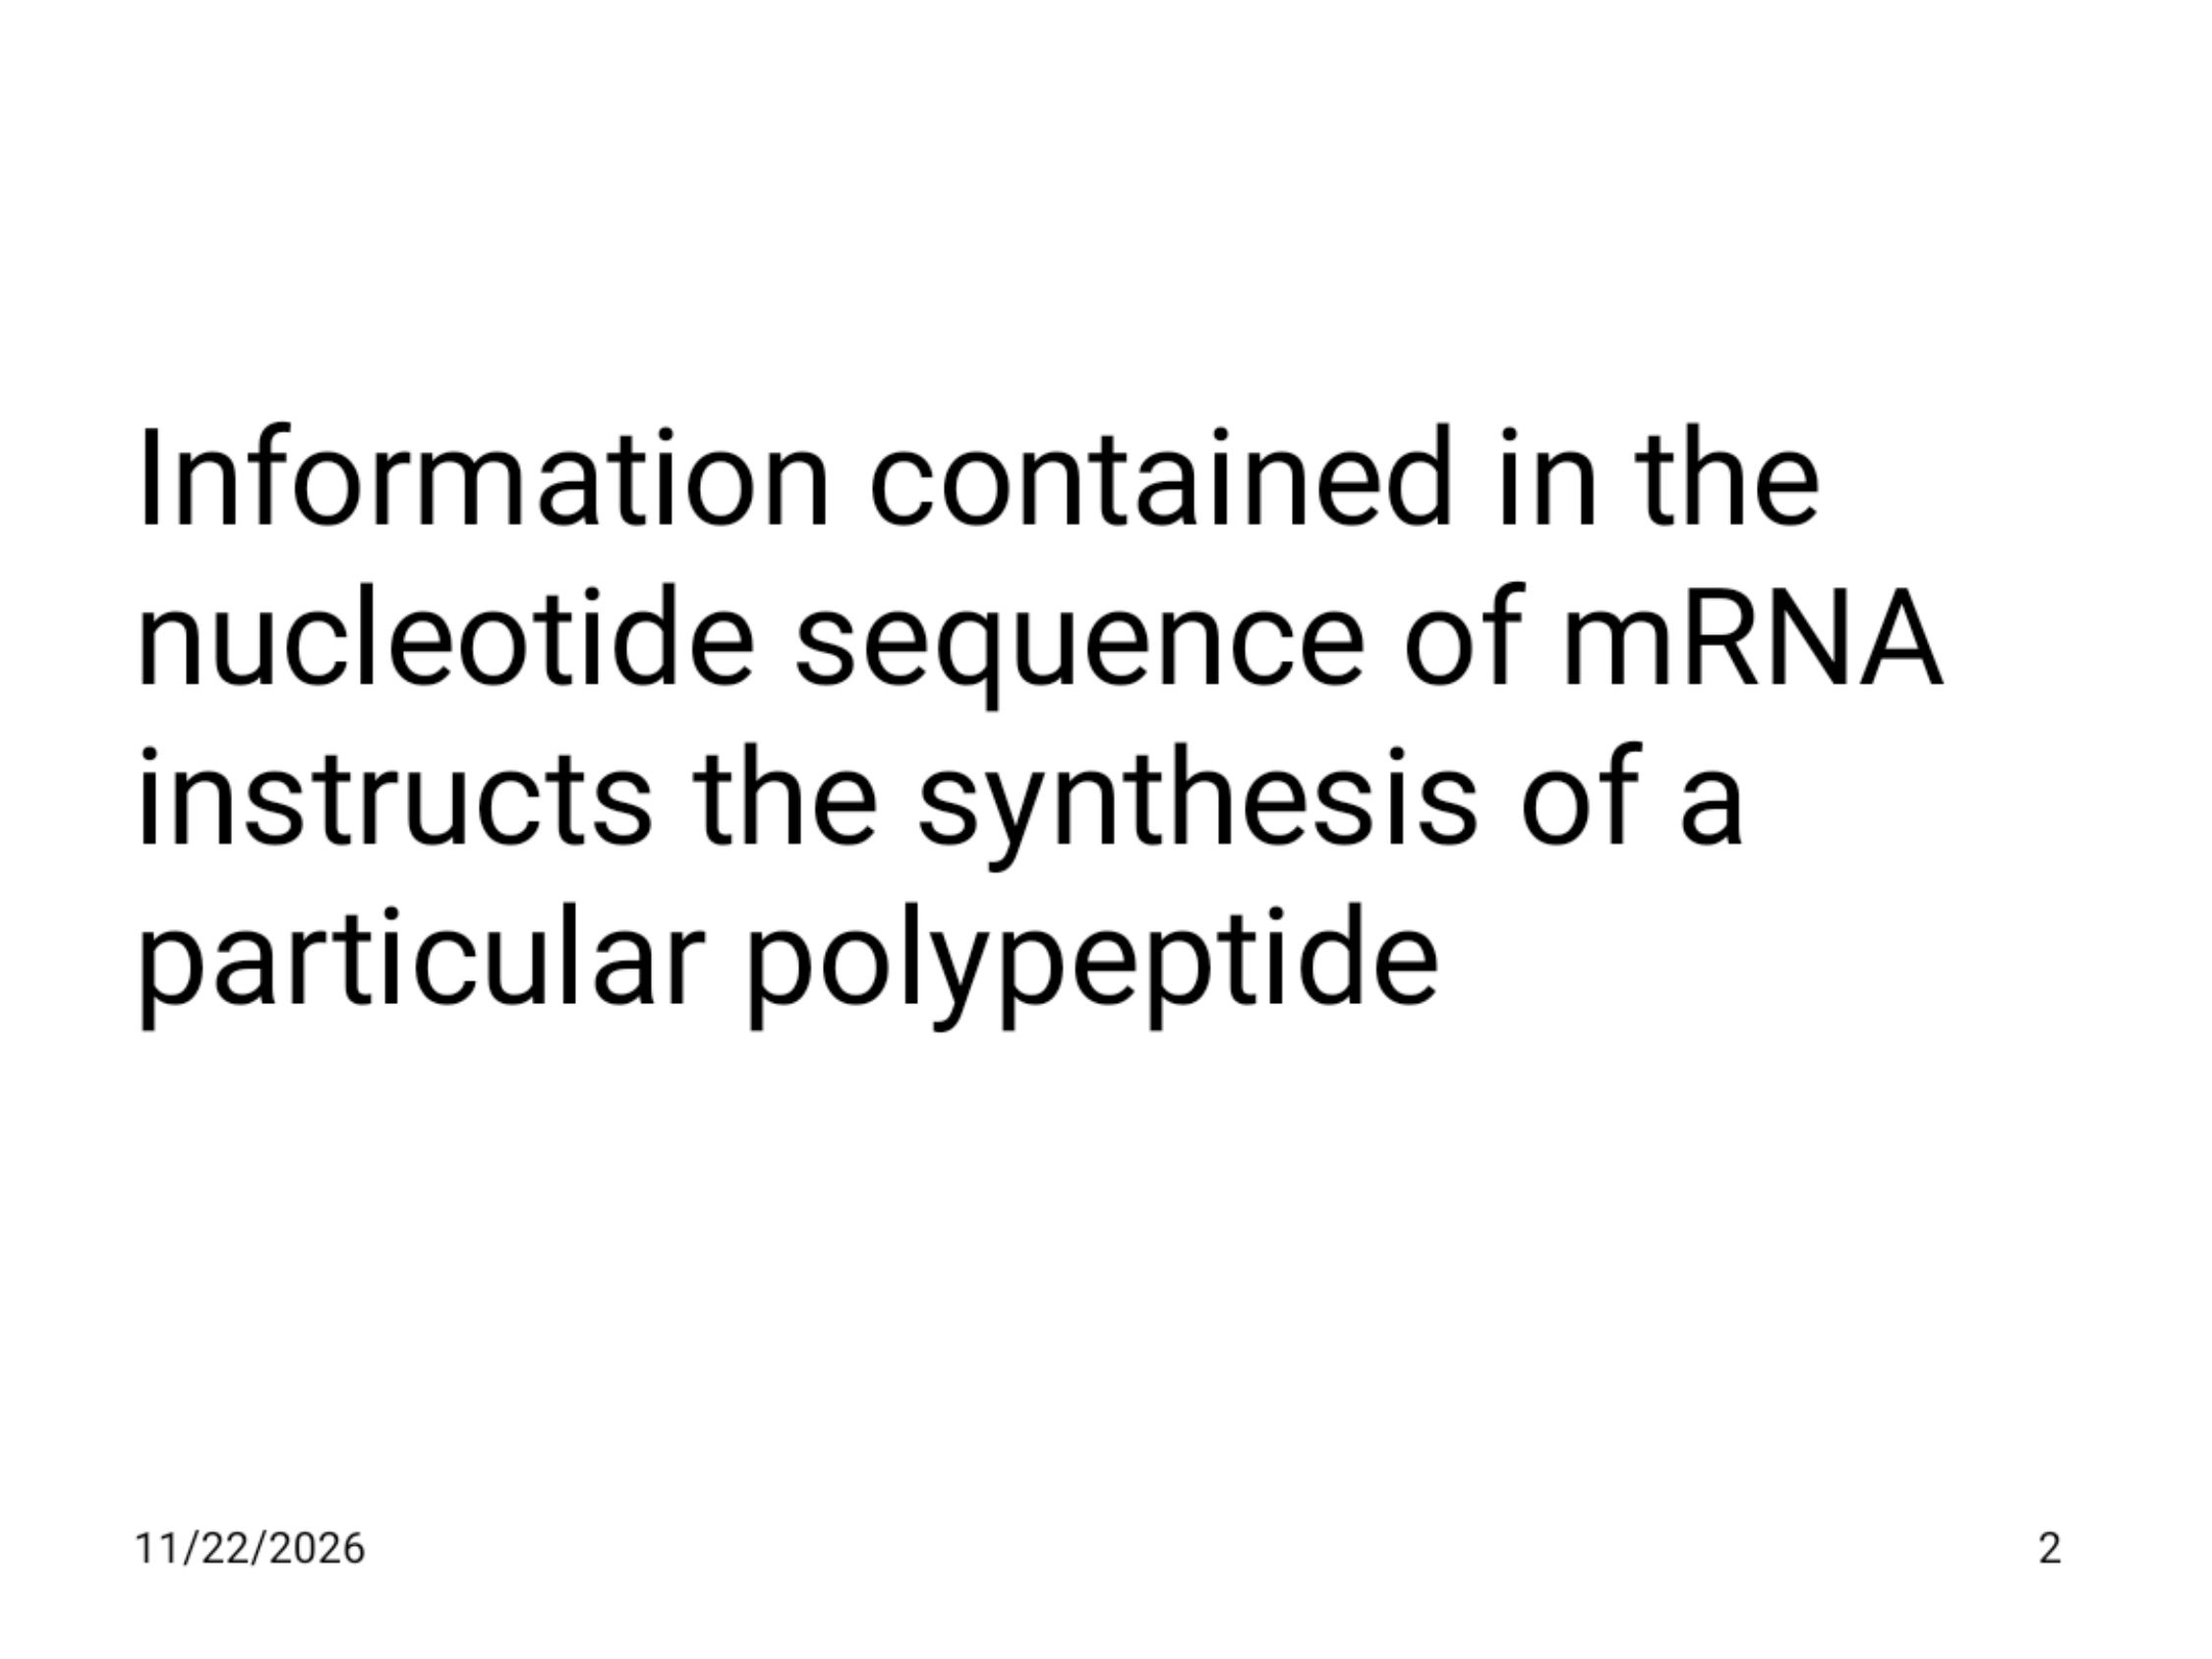 Information contained in the
nucleotide sequence of mRNA
instructs the synthesis of a
particular polypeptide
11/22/2026
2